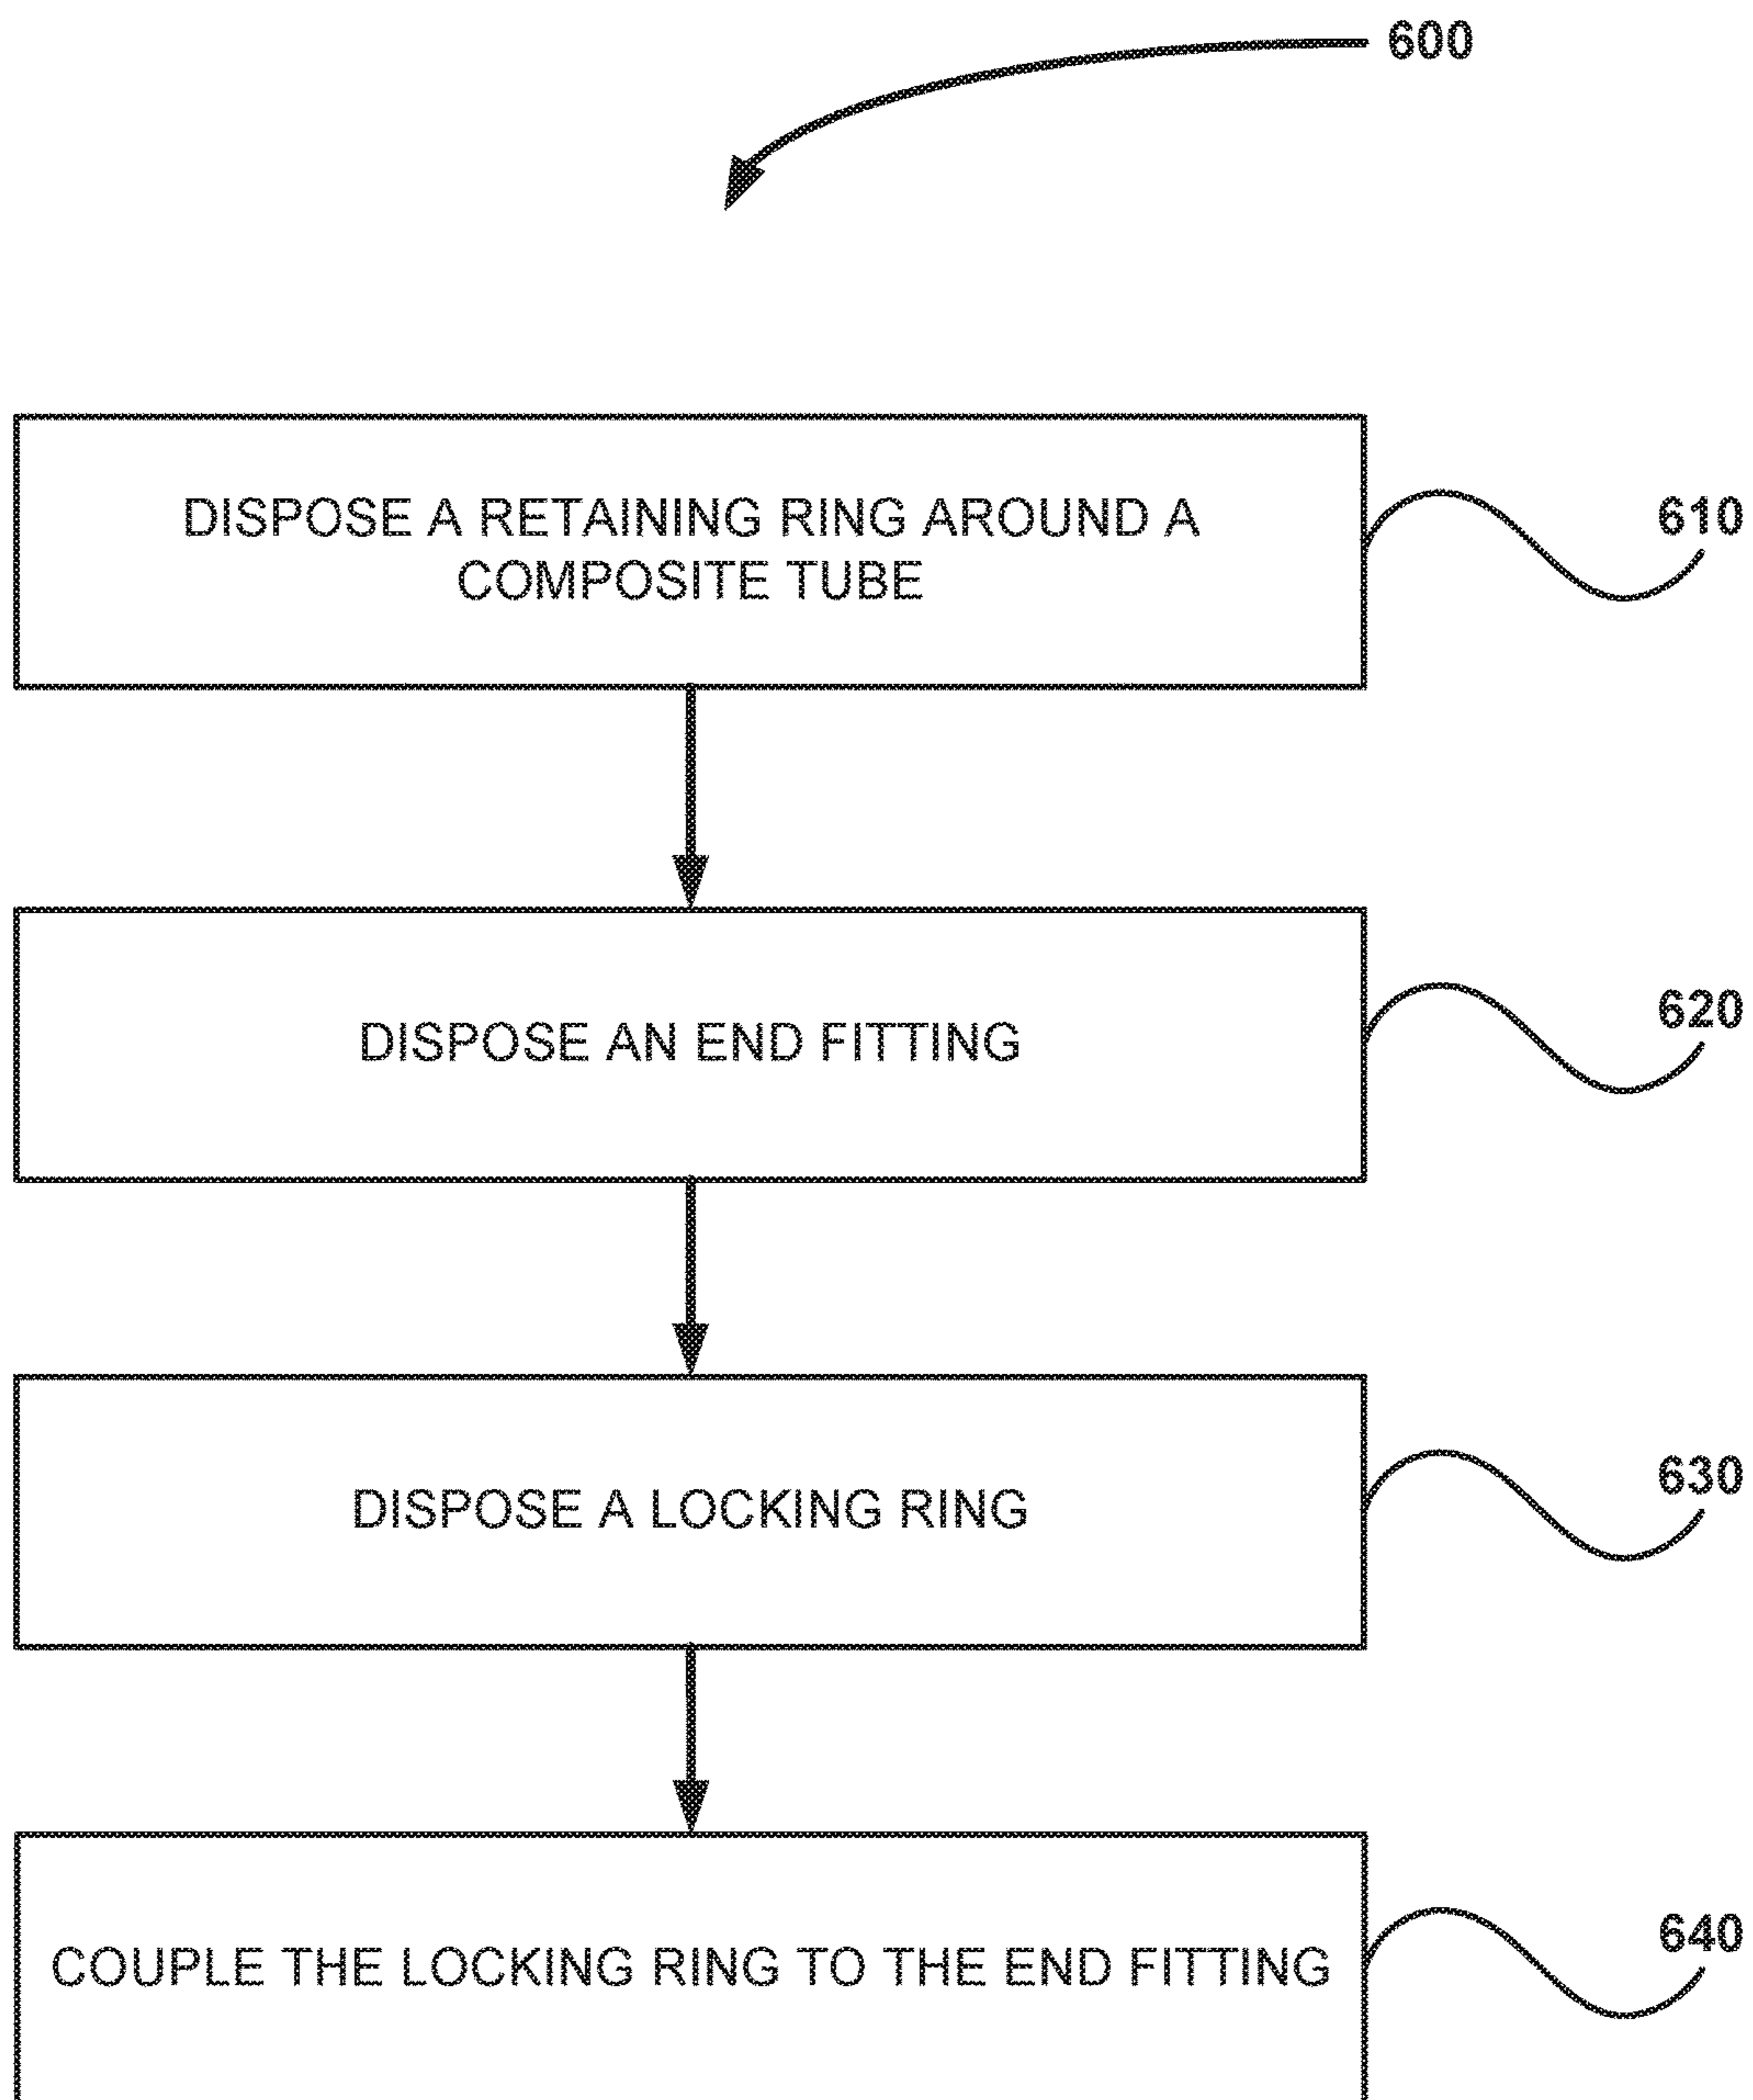 600
DISPOSE A RETAINING RING AROUND A
COMPOSITE TUBE
610
DISPOSE AN END FITTING
620
DISPOSE A LOCKING RING
630
COUPLE THE LOCKING RING TO THE END FITTING
640